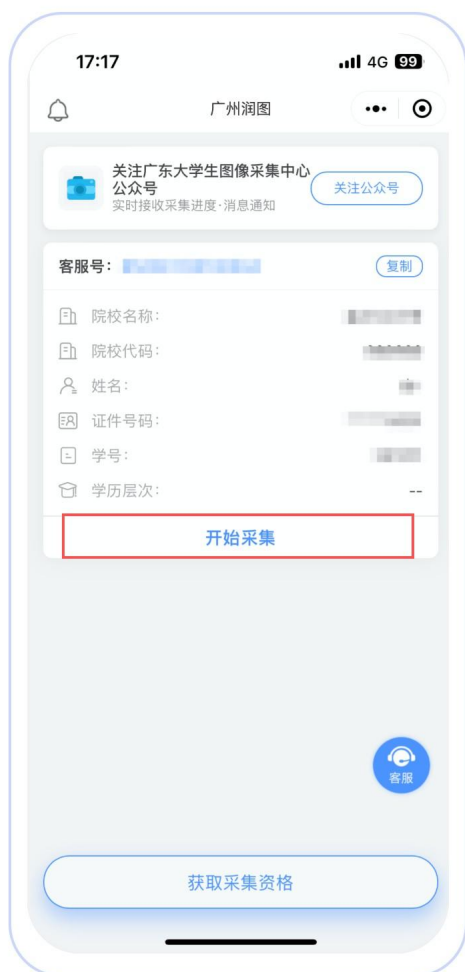 17:17
4G 99
广州润图
关注广东大学生图像采集中心
公众号
实时接收采集进度·消息通知
关注公众号
客服号：
复制
院校名称：
院校代码：
姓名：
证件号码：
学号：
学历层次：
--
开始采集
客服
获取采集资格